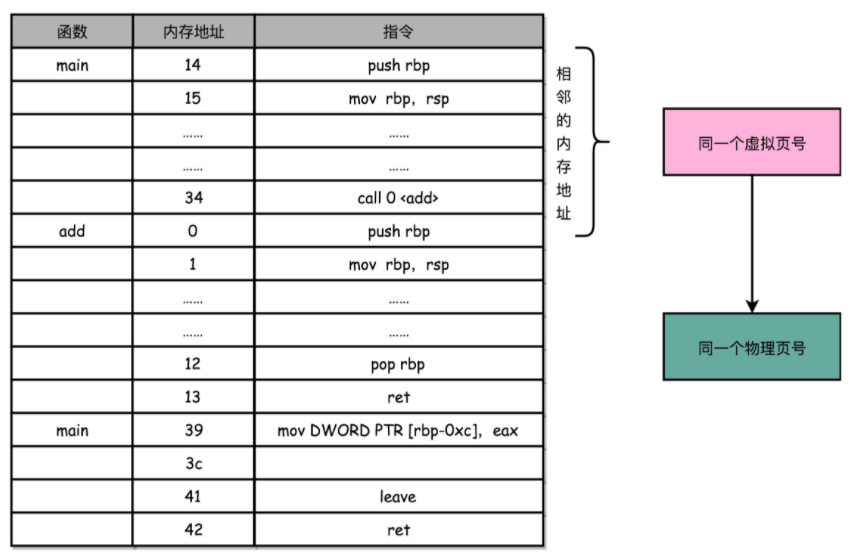 函数 内存地址 指令
main 14 push rbp
15 mov rbp, rsp
…… ……
…… ……
34 call 0 <add>
add 0 push rbp
1 mov rbp, rsp
…… ……
…… ……
12 pop rbp
13 ret
main 39 mov DWORD PTR [rbp-0xc], eax
3c
41 leave
42 ret
相邻的内存地址
同一个虚拟页号
同一个物理页号